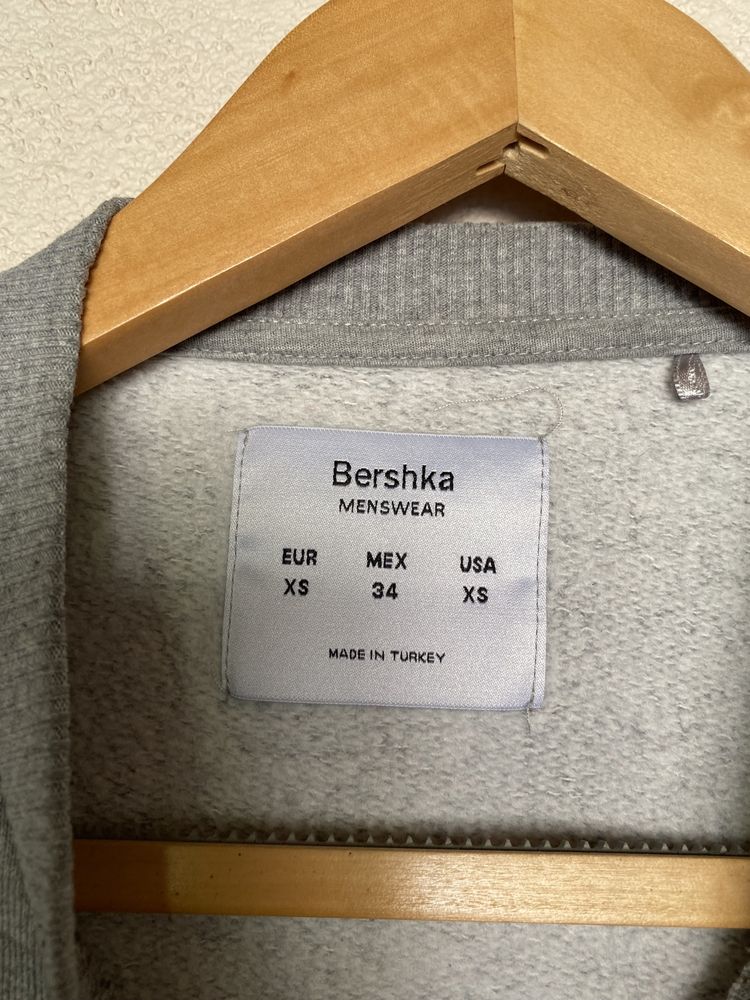 Bershka
MENSWEAR
EUR MEX USA
XS 34 XS
MADE IN TURKEY